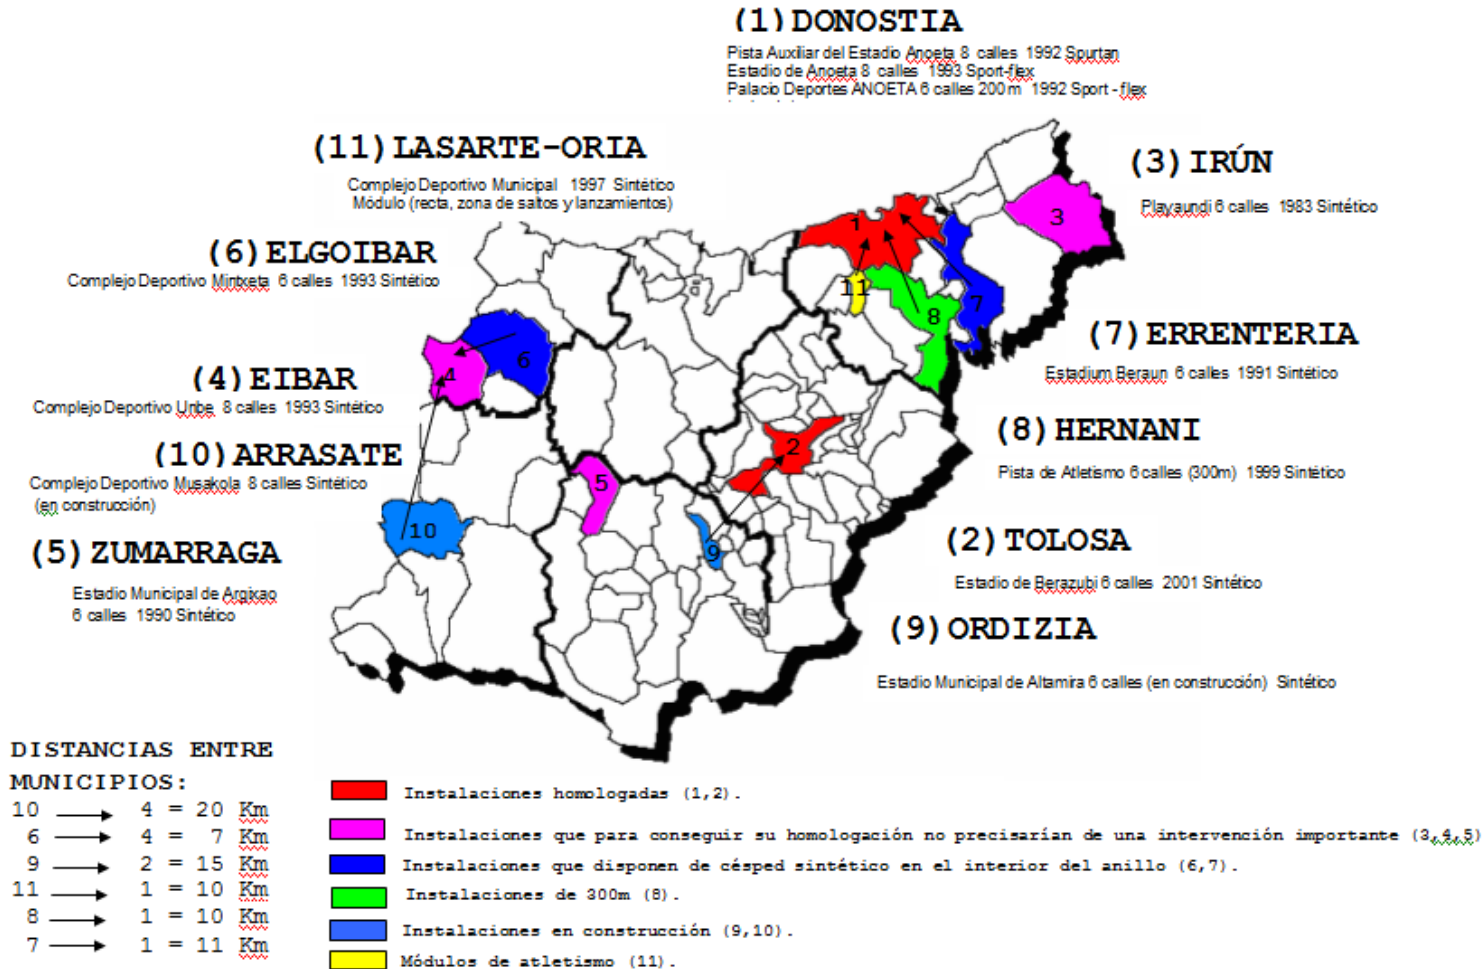 (1) DONOSTIA
Pista Auxiliar del Estadio Anoeta 8 calles 1992 Spurtan
Estadio de Anoeta 8 calles 1993 Sport-flex
Palacio Deportes ANOETA 6 calles 200m 1992 Sport - flex
(11) LASARTE-ORIA
Complejo Deportivo Municipal 1997 Sintético
Módulo (recta, zona de saltos y lanzamientos)
(3) IRÚN
Playaundi 6 calles 1983 Sintético
(6) ELGOIBAR
Complejo Deportivo Mintxeta 6 calles 1993 Sintético
(7) ERRENTERIA
Estadium Beraun 6 calles 1991 Sintético
(4) EIBAR
Complejo Deportivo Unbe 8 calles 1993 Sintético
(8) HERNANI
Pista de Atletismo 6 calles (300m) 1999 Sintético
(10) ARRASATE
Complejo Deportivo Musakola 8 calles Sintético
(en construcción)
(2) TOLOSA
Estadio de Berazubi 6 calles 2001 Sintético
(5) ZUMARRAGA
Estadio Municipal de Argixao
6 calles 1990 Sintético
(9) ORDIZIA
Estadio Municipal de Altamira 6 calles (en construcción) Sintético
1
3
11
7
8
6
4
2
5
10
9
DISTANCIAS ENTRE
MUNICIPIOS:
10 → 4 = 20 Km
6 → 4 = 7 Km
9 → 2 = 15 Km
11 → 1 = 10 Km
8 → 1 = 10 Km
7 → 1 = 11 Km
Instalaciones homologadas (1,2).
Instalaciones que para conseguir su homologación no precisarían de una intervención importante (3,4,5)
Instalaciones que disponen de césped sintético en el interior del anillo (6,7).
Instalaciones de 300m (8).
Instalaciones en construcción (9,10).
Módulos de atletismo (11).